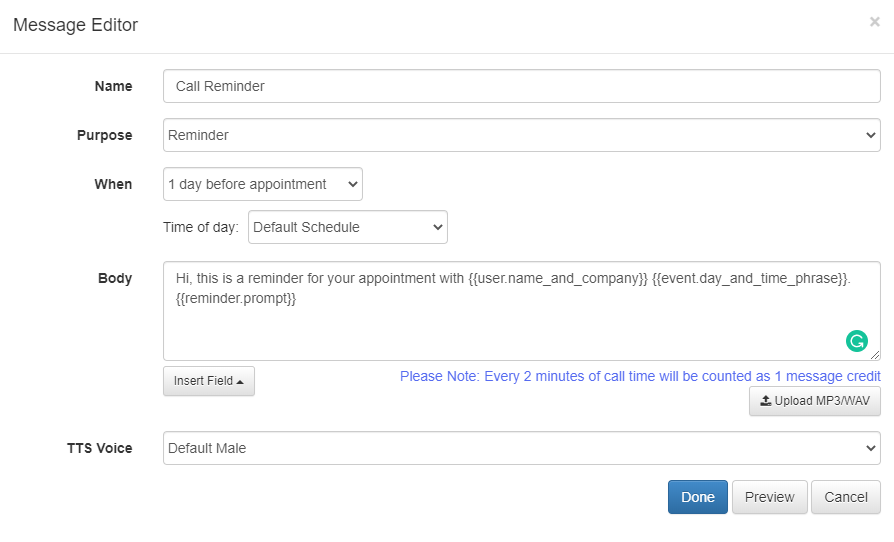 Message Editor ×
Name Call Reminder
Purpose Reminder
When 1 day before appointment
Time of day: Default Schedule
Body Hi, this is a reminder for your appointment with {{user.name_and_company}} {{event.day_and_time_phrase}}.
{{reminder.prompt}}
Insert Field Please Note: Every 2 minutes of call time will be counted as 1 message credit
Upload MP3/WAV
TTS Voice Default Male
Done Preview Cancel